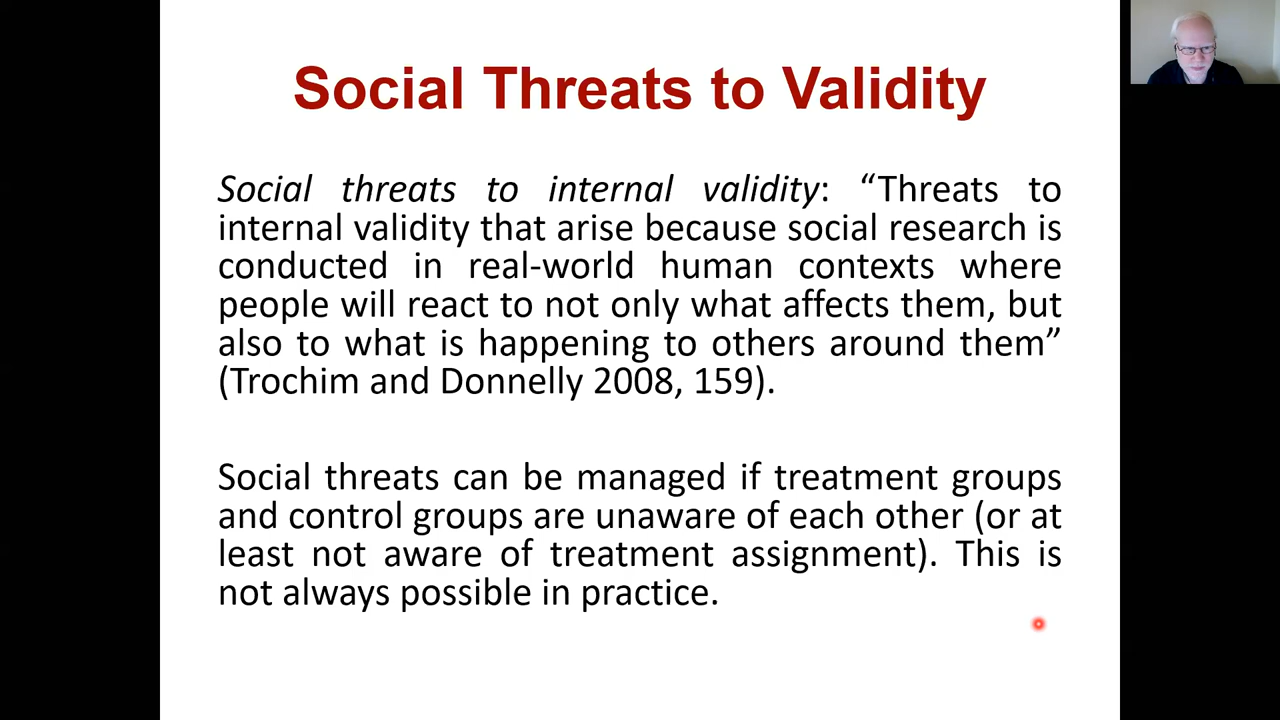 Social Threats to Validity
Social threats to internal validity: “Threats to
internal validity that arise because social research is
conducted in real-world human contexts where
people will react to not only what affects them, but
also to what is happening to others around them”
(Trochim and Donnelly 2008, 159).
Social threats can be managed if treatment groups
and control groups are unaware of each other (or at
least not aware of treatment assignment). This is
not always possible in practice.